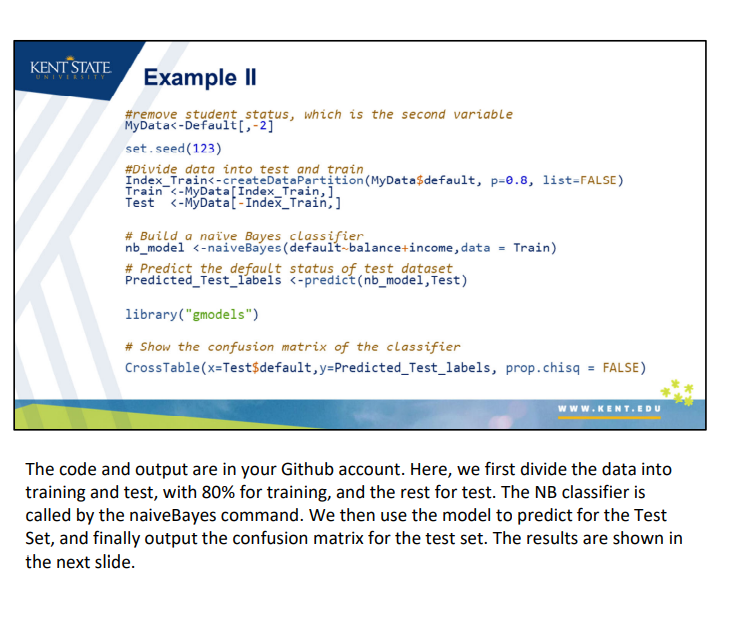 KENT STATE
UNIVERSITY
Example II
#remove student status, which is the second variable
MyData<-Default[,-2]
set.seed(123)
#Divide data into test and train
Index_Train<-createDataPartition(MyData$default, p=0.8, list=FALSE)
Train <-MyData[Index_Train,]
Test <-MyData[-Index_Train,]
# Build a naïve Bayes classifier
nb_model <-naiveBayes(default~balance+income,data = Train)
# Predict the default status of test dataset
Predicted_Test_labels <-predict(nb_model,Test)
library("gmodels")
# Show the confusion matrix of the classifier
CrossTable(x=Test$default,y=Predicted_Test_labels, prop.chisq = FALSE)
WWW.KENT.EDU
The code and output are in your Github account. Here, we first divide the data into
training and test, with 80% for training, and the rest for test. The NB classifier is
called by the naiveBayes command. We then use the model to predict for the Test
Set, and finally output the confusion matrix for the test set. The results are shown in
the next slide.